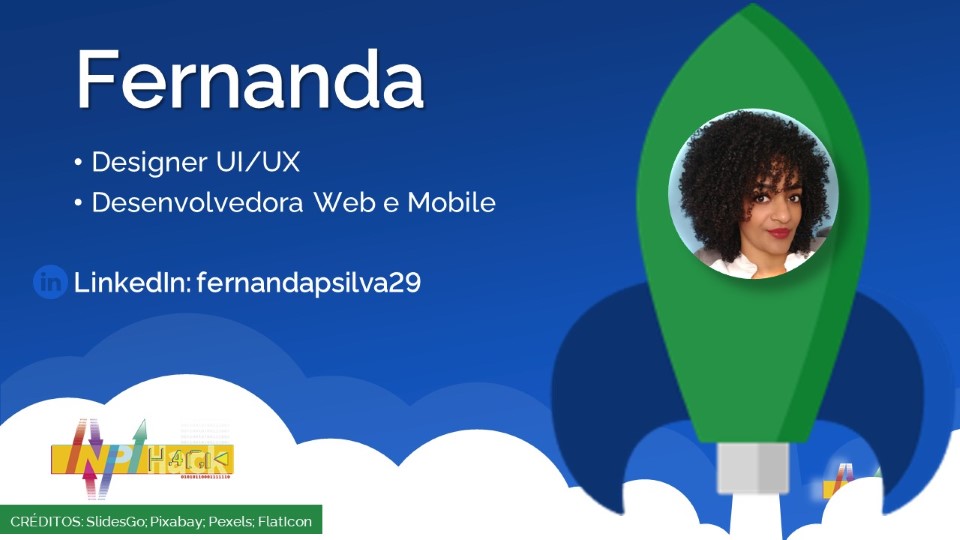 Fernanda
• Designer UI/UX
• Desenvolvedora Web e Mobile
in LinkedIn: fernandapsilva29
INPI Hack
CRÉDITOS: SlidesGo; Pixabay; Pexels; FlatIcon